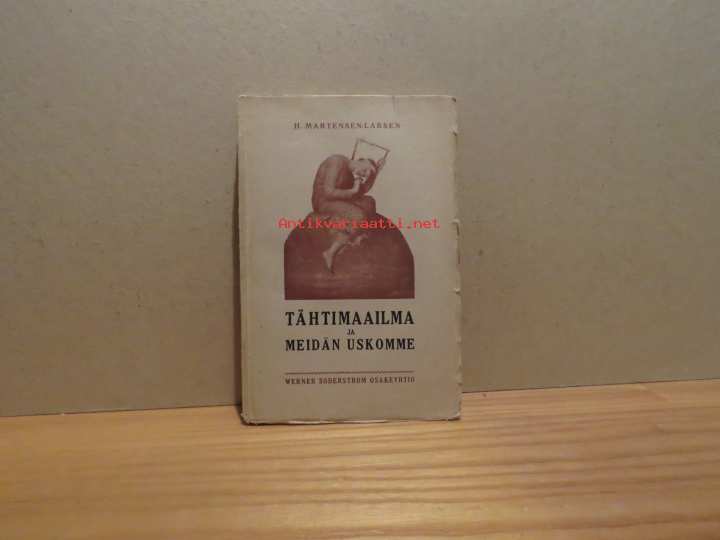 H. MARTENSEN-LARSEN
Antikvariaatti.net
TÄHTIMAAILMA
JA
MEIDÄN USKOMME
WERNER SÖDERSTRÖM OSAKEYHTIÖ